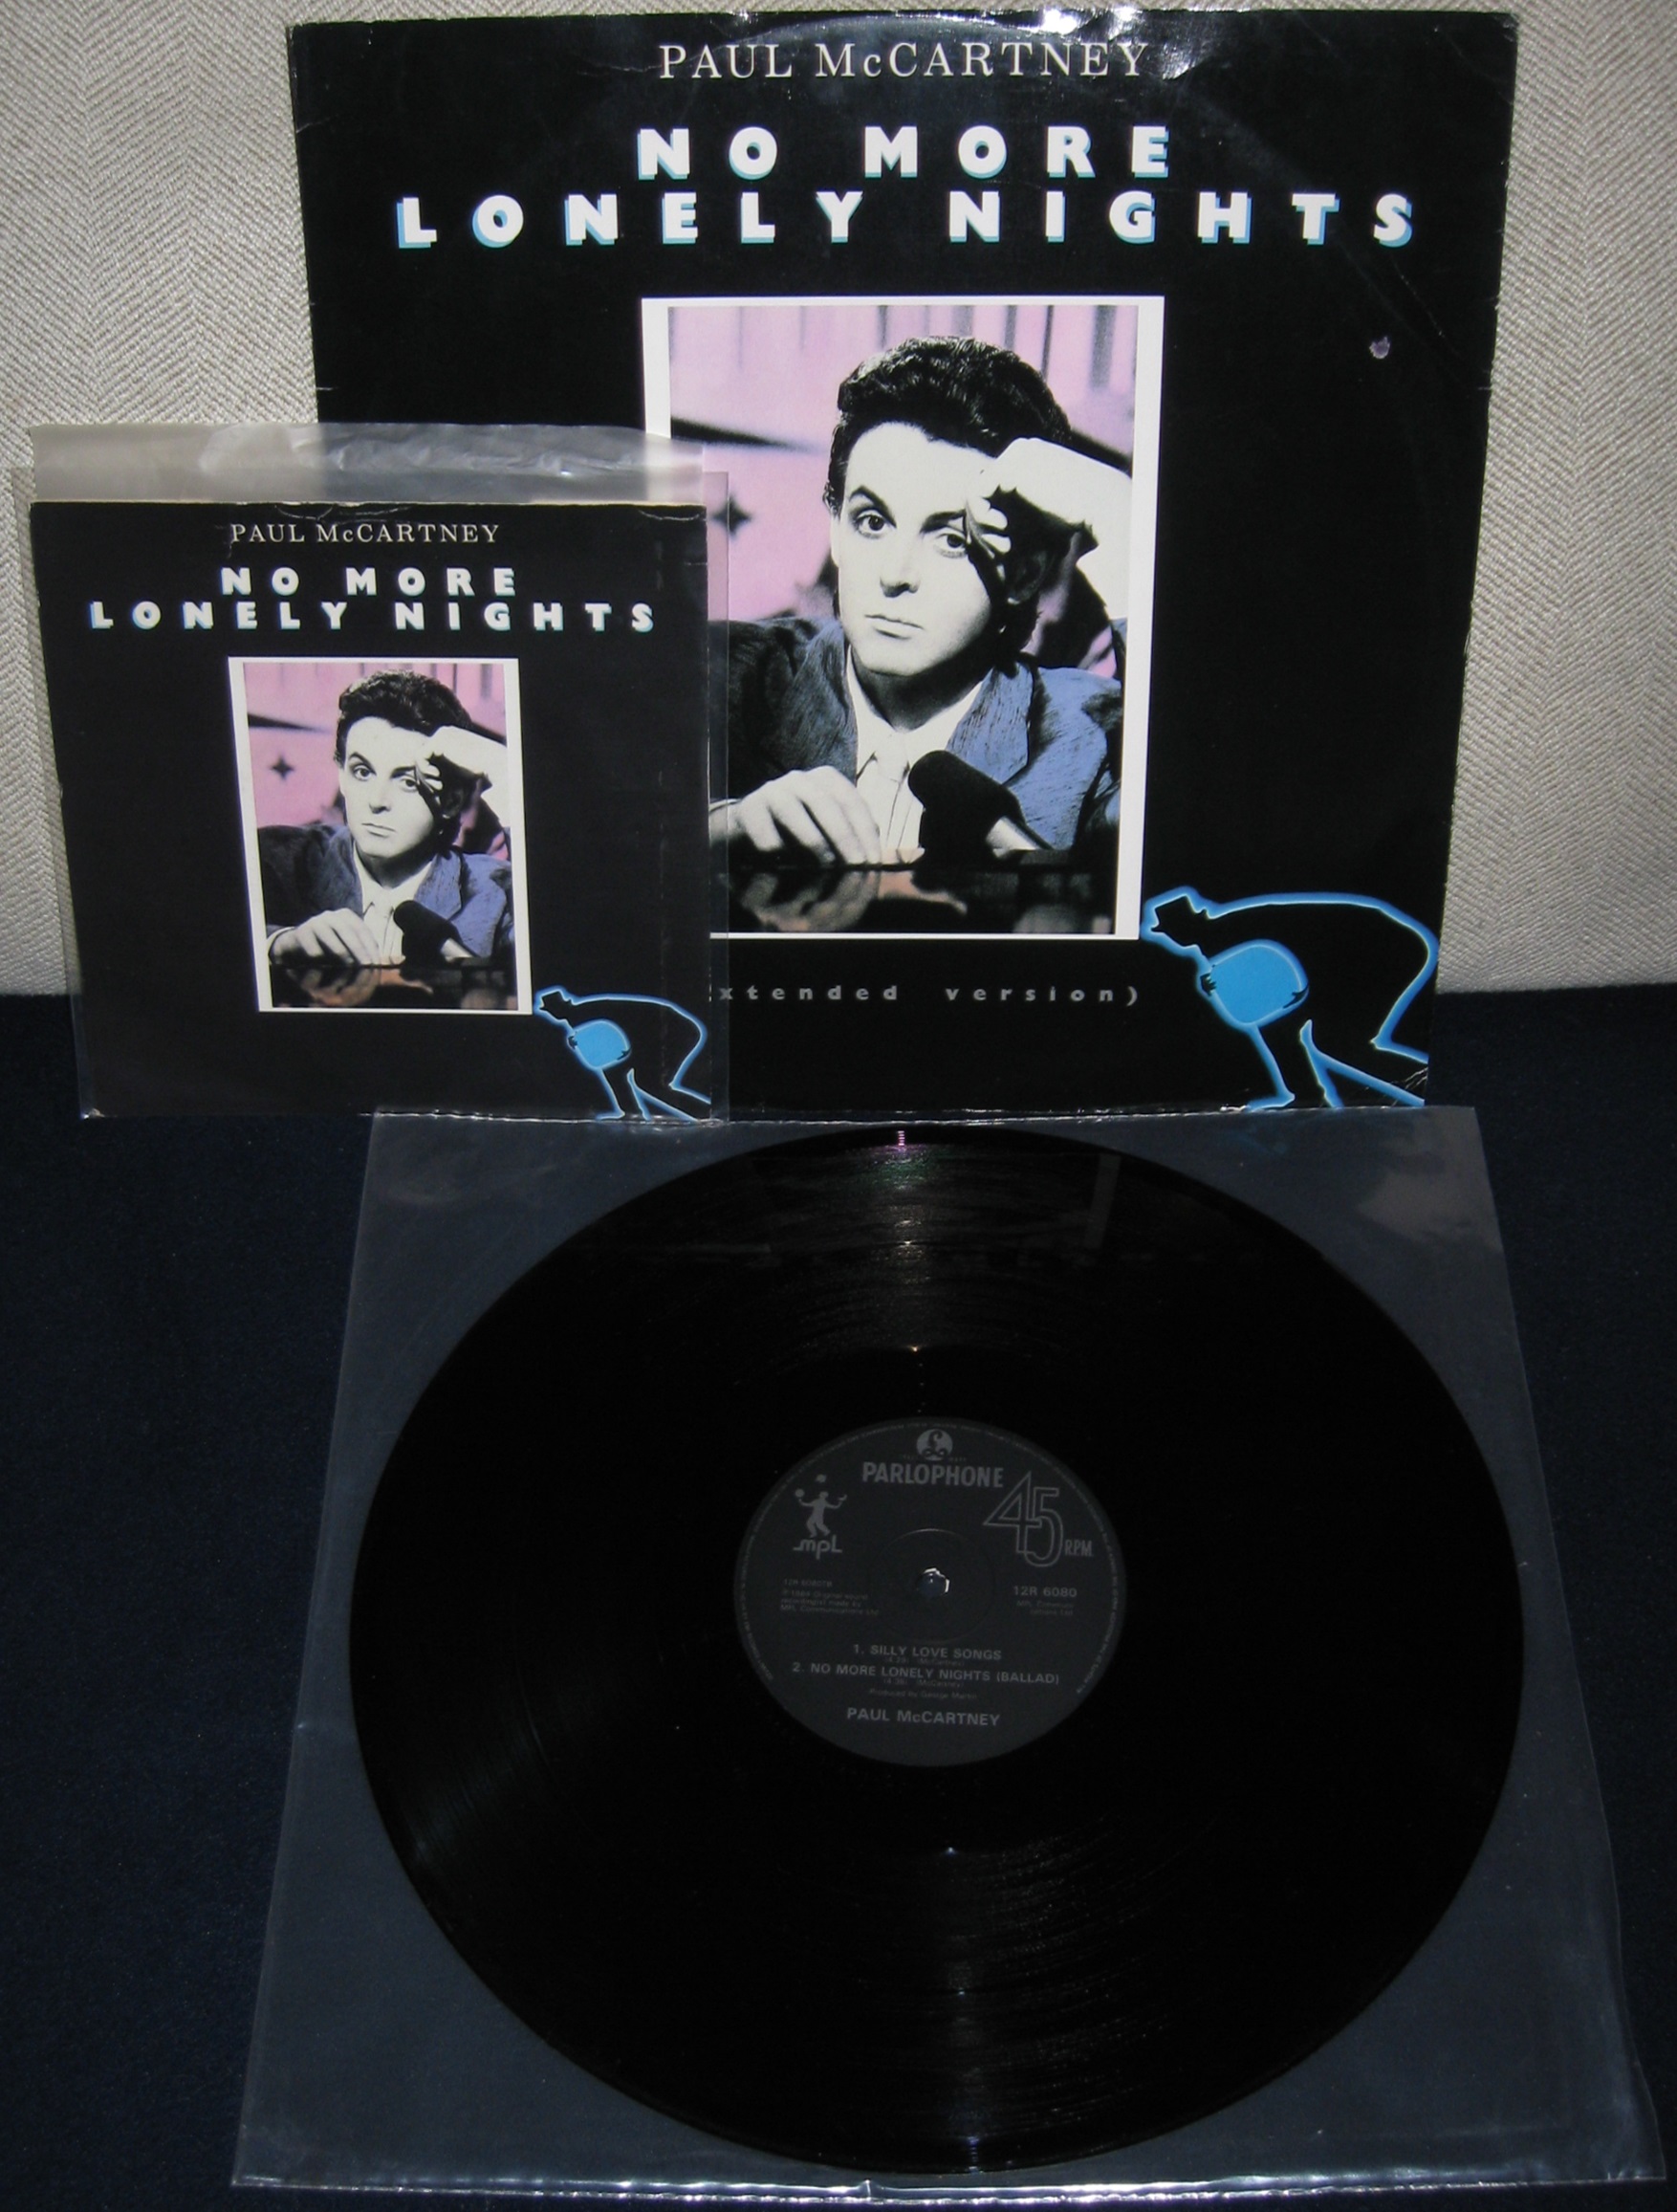 PAUL McCARTNEY
NO MORE
LONELY NIGHTS
xtended version)
PAUL McCARTNEY
NO MORE
LONELY NIGHTS
PARLOPHONE
45 RPM
mpl
12R 6080
1. SILLY LOVE SONGS
2. NO MORE LONELY NIGHTS (BALLAD)
Produced by George Martin
PAUL McCARTNEY